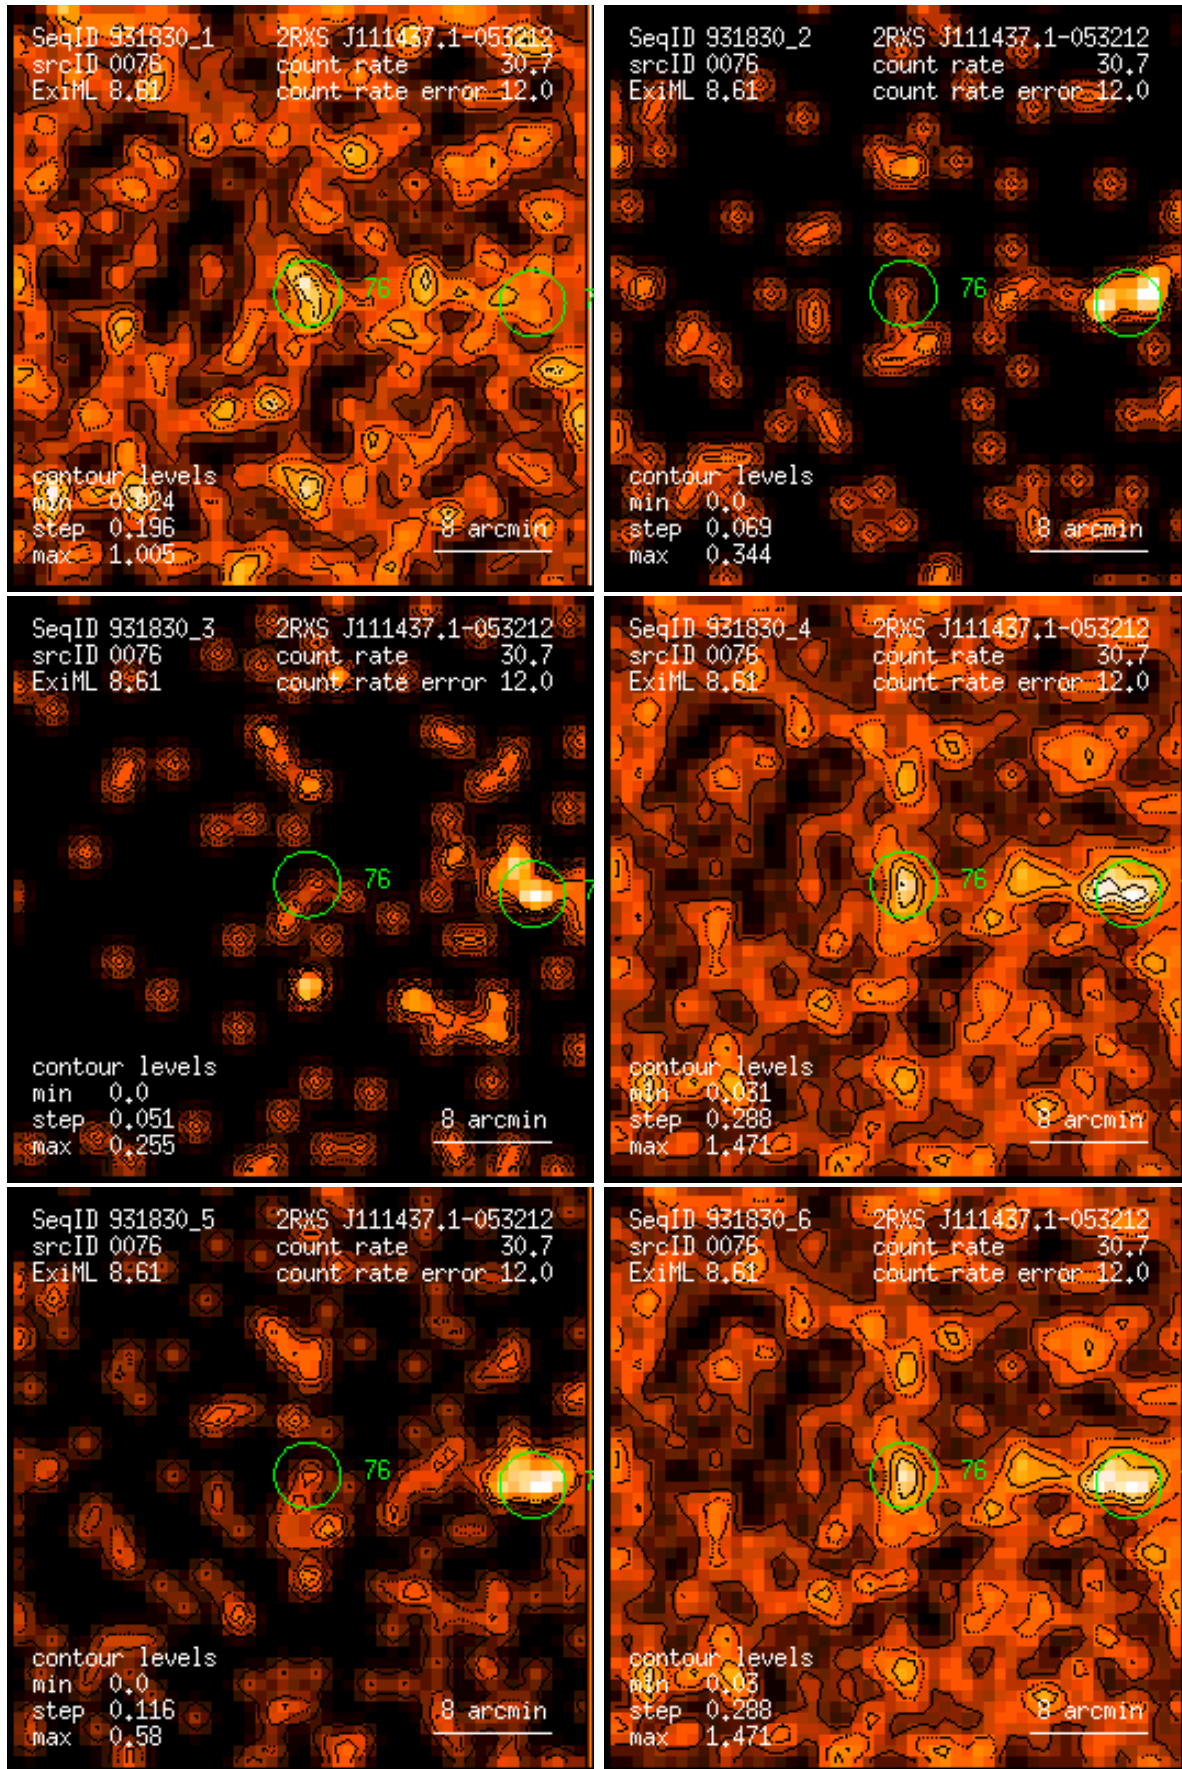 SeqID 931830_1 2RXS J111437.1-053212
srcID 0076 count rate 30.7
ExiML 8.61 count rate error 12.0
76
contour levels
min 0.024
step 0.196 8 arcmin
max 1.005
SeqID 931830_2 2RXS J111437.1-053212
srcID 0076 count rate 30.7
ExiML 8.61 count rate error 12.0
76
contour levels
min 0.0
step 0.069 8 arcmin
max 0.344
SeqID 931830_3 2RXS J111437.1-053212
srcID 0076 count rate 30.7
ExiML 8.61 count rate error 12.0
76
contour levels
min 0.0
step 0.051 8 arcmin
max 0.255
SeqID 931830_4 2RXS J111437.1-053212
srcID 0076 count rate 30.7
ExiML 8.61 count rate error 12.0
76
contour levels
min 0.031
step 0.288 8 arcmin
max 1.471
SeqID 931830_5 2RXS J111437.1-053212
srcID 0076 count rate 30.7
ExiML 8.61 count rate error 12.0
76
contour levels
min 0.0
step 0.116 8 arcmin
max 0.58
SeqID 931830_6 2RXS J111437.1-053212
srcID 0076 count rate 30.7
ExiML 8.61 count rate error 12.0
76
contour levels
min 0.03
step 0.288 8 arcmin
max 1.471